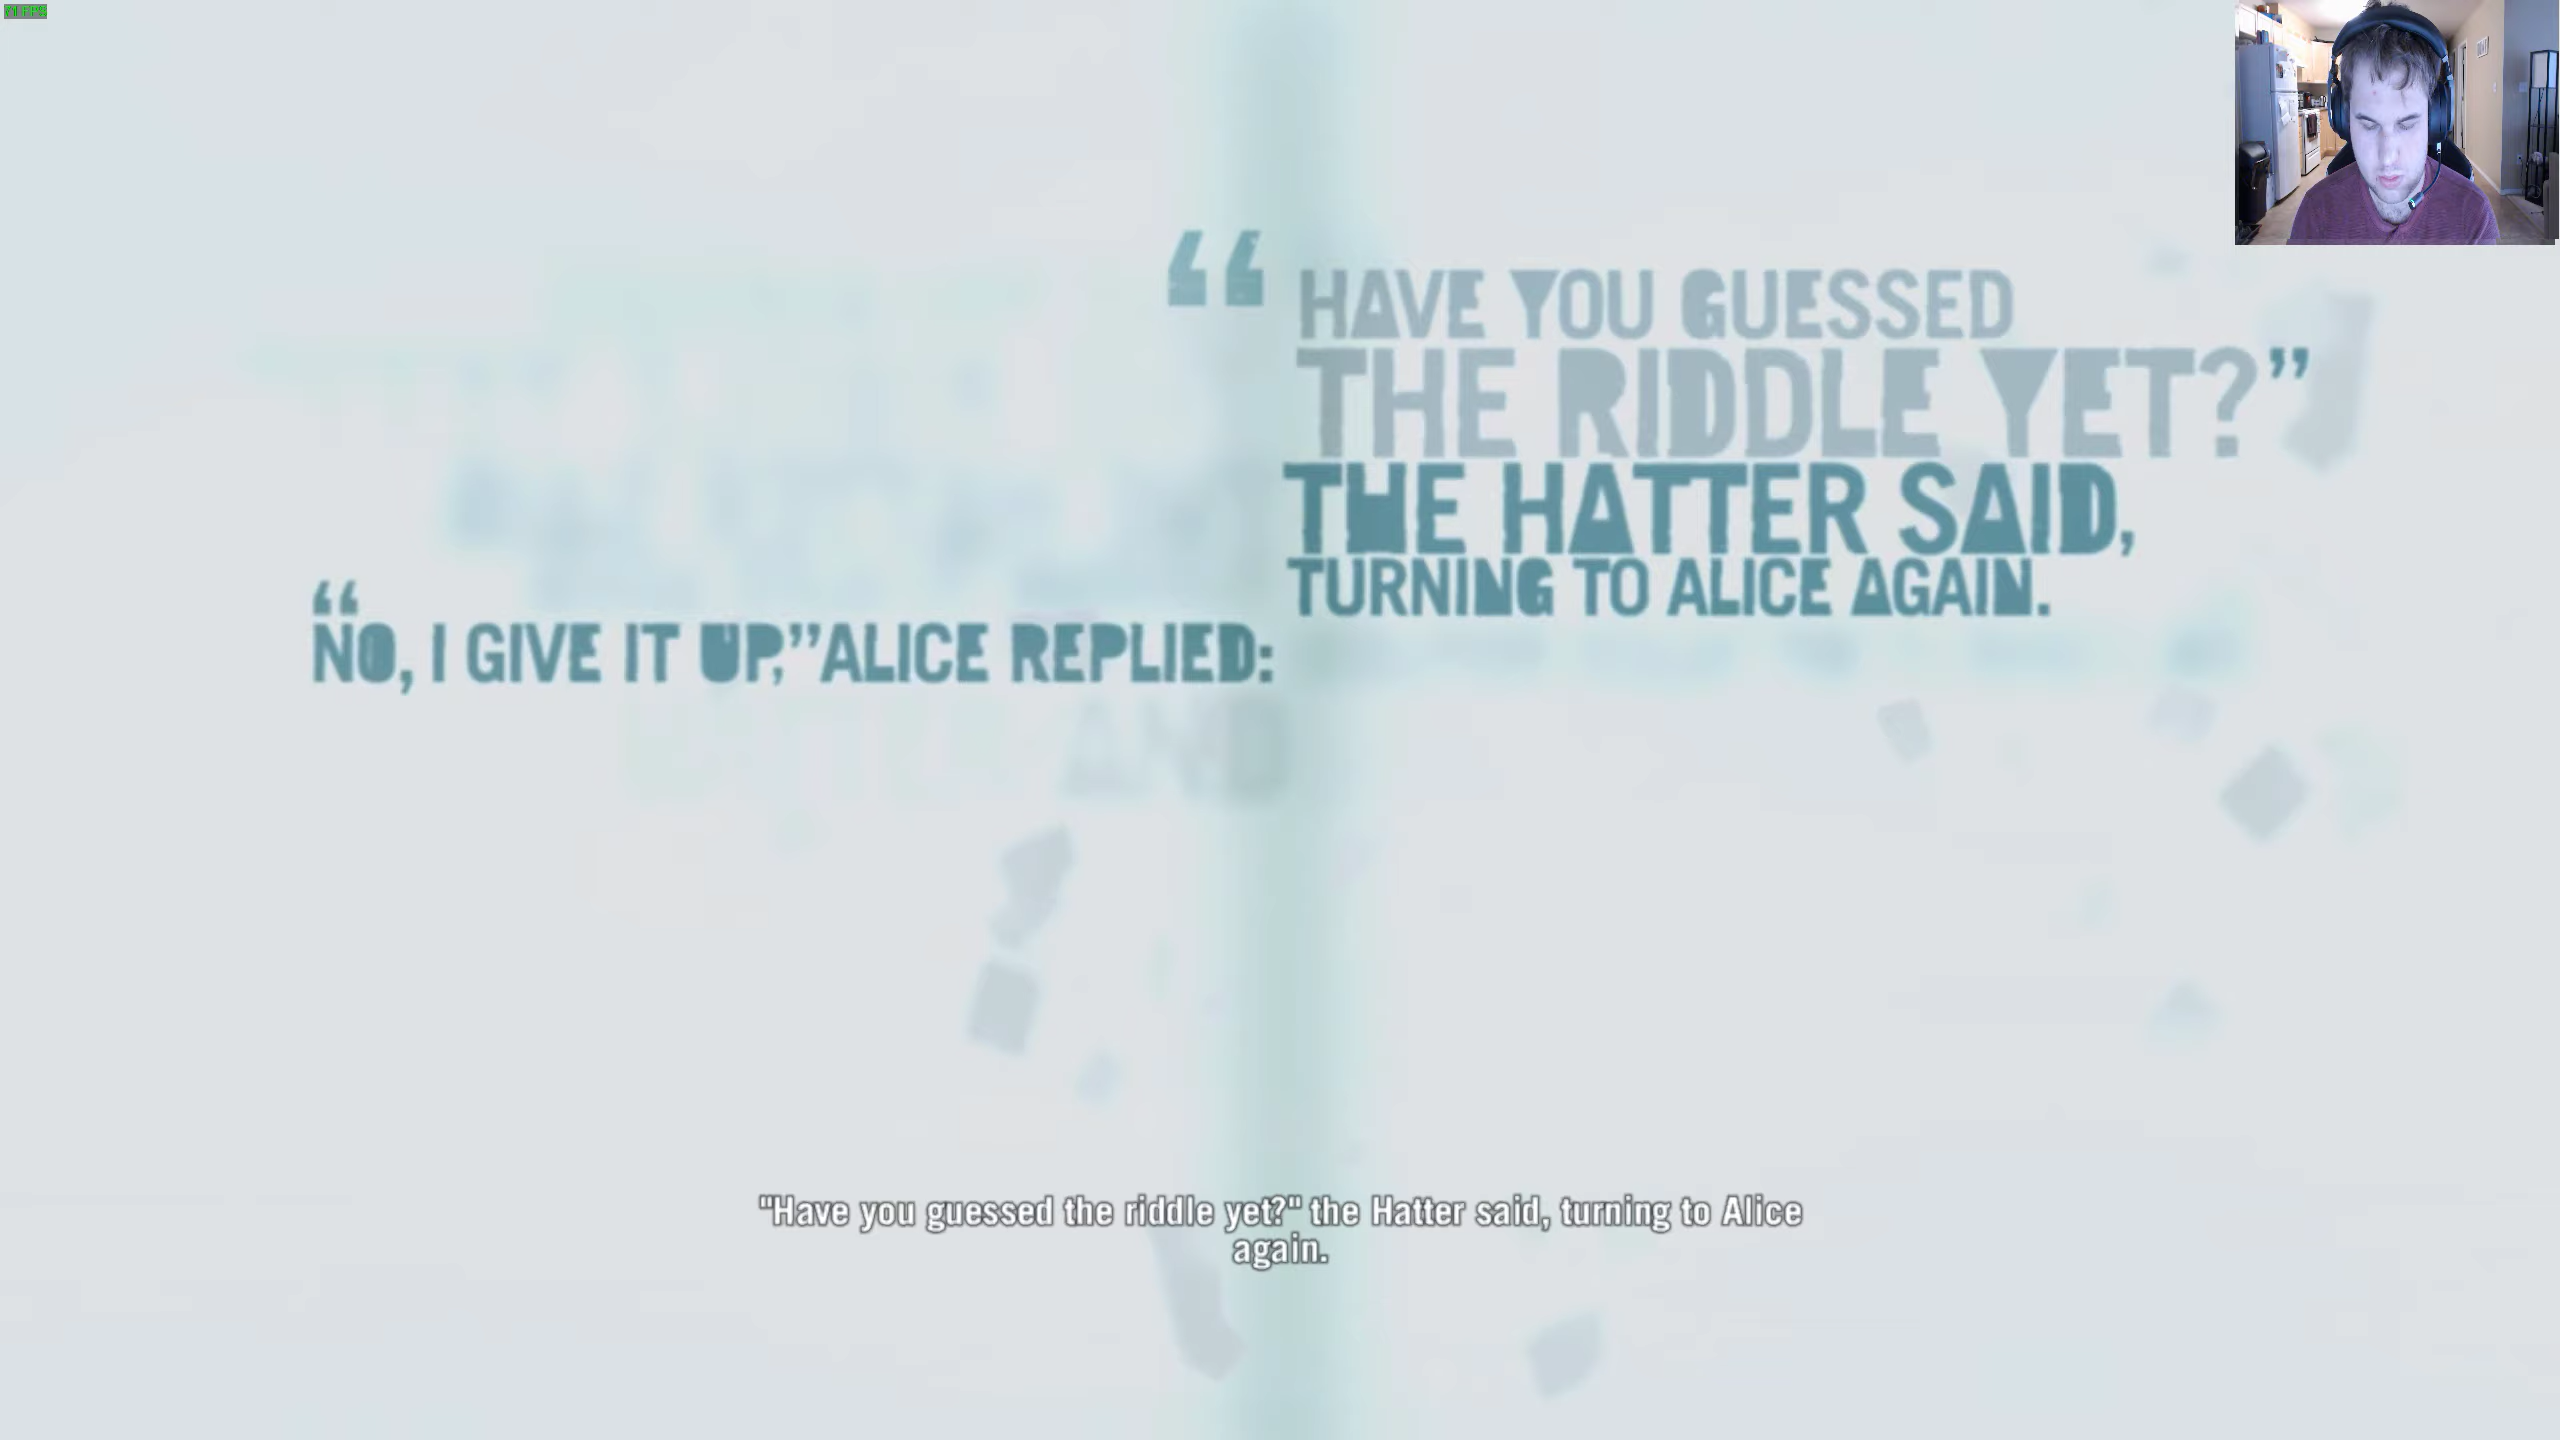 “ HAVE YOU GUESSED
THE RIDDLE YET?”
THE HATTER SAID,
TURNING TO ALICE AGAIN.
“NO, I GIVE IT UP,” ALICE REPLIED:
AND
"Have you guessed the riddle yet?" the Hatter said, turning to Alice
again.